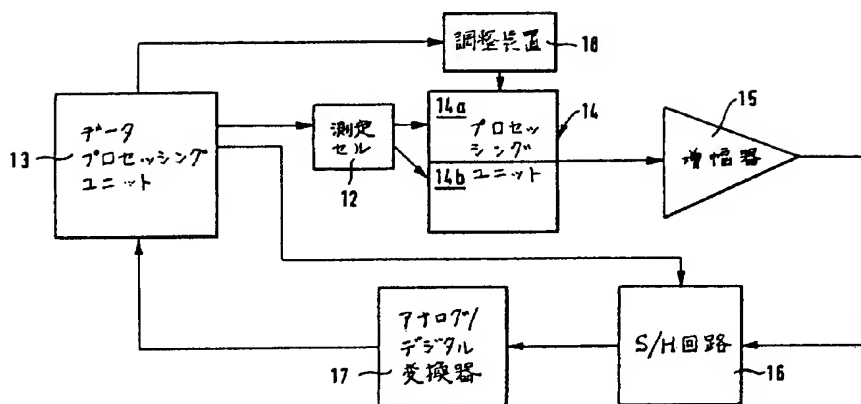 調整装置
18
14a
プロセッ
シング
ユニット
14b
14
15
増幅器
データ
プロセッシング
ユニット
13
測定
セル
12
アナログ/
デジタル
変換器
17
S/H回路
16